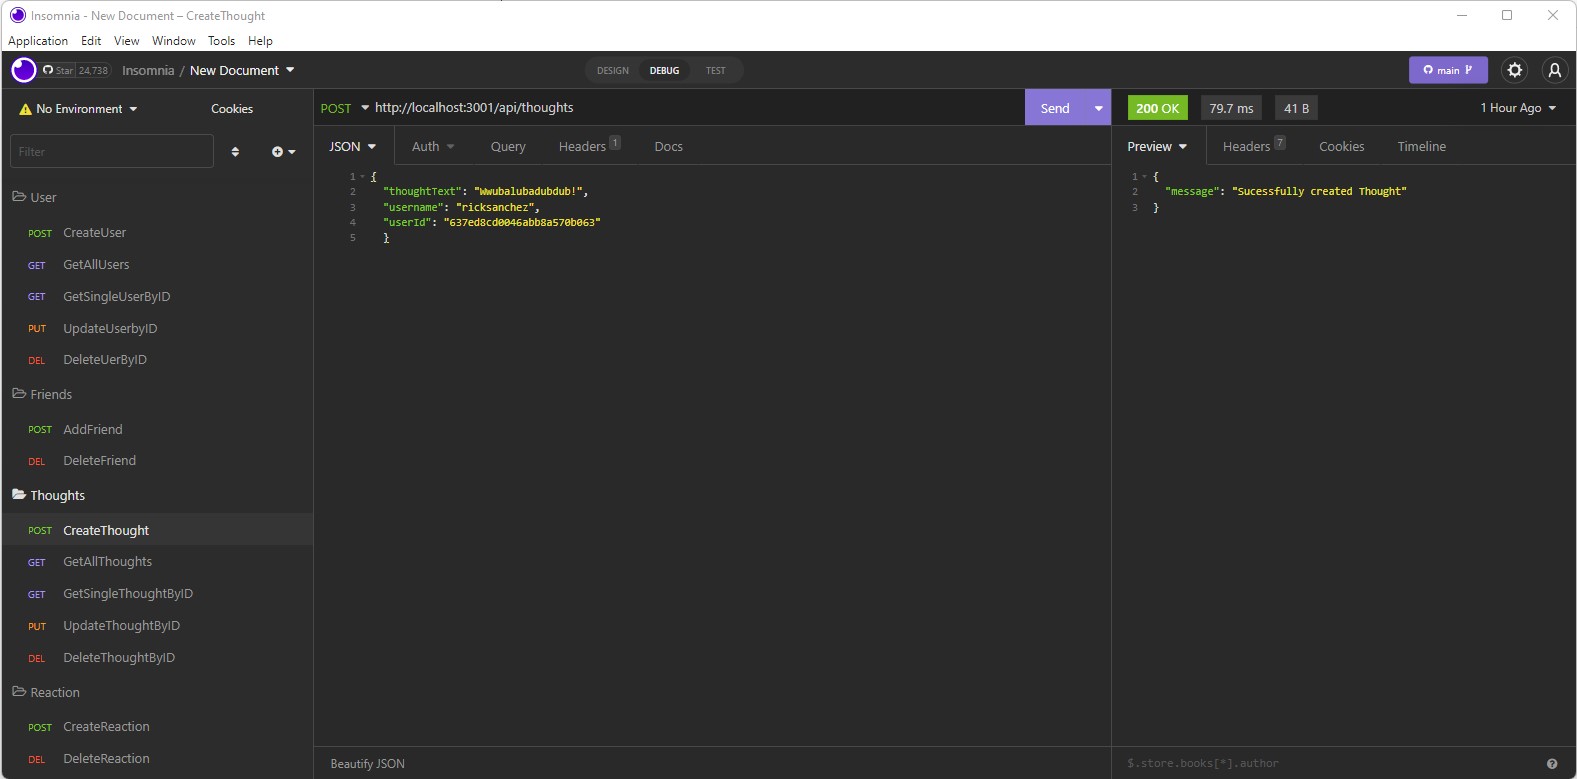 Insomnia - New Document – CreateThought
Application Edit View Window Tools Help
Star 24,738 Insomnia / New Document DESIGN DEBUG TEST main
No Environment Cookies
Filter
User
POST CreateUser
GET GetAllUsers
GET GetSingleUserByID
PUT UpdateUserbyID
DEL DeleteUerByID
Friends
POST AddFriend
DEL DeleteFriend
Thoughts
POST CreateThought
GET GetAllThoughts
GET GetSingleThoughtByID
PUT UpdateThoughtByID
DEL DeleteThoughtByID
Reaction
POST CreateReaction
DEL DeleteReaction
POST http://localhost:3001/api/thoughts Send
JSON Auth Query Headers 1 Docs
1 {
2 "thoughtText": "Wwubalubadubdub!",
3 "username": "ricksanchez",
4 "userId": "637ed8cd0046abb8a570b063"
5 }
Beautify JSON
200 OK 79.7 ms 41 B 1 Hour Ago
Preview Headers 7 Cookies Timeline
1 {
2 "message": "Sucessfully created Thought"
3 }
$.store.books[*].author